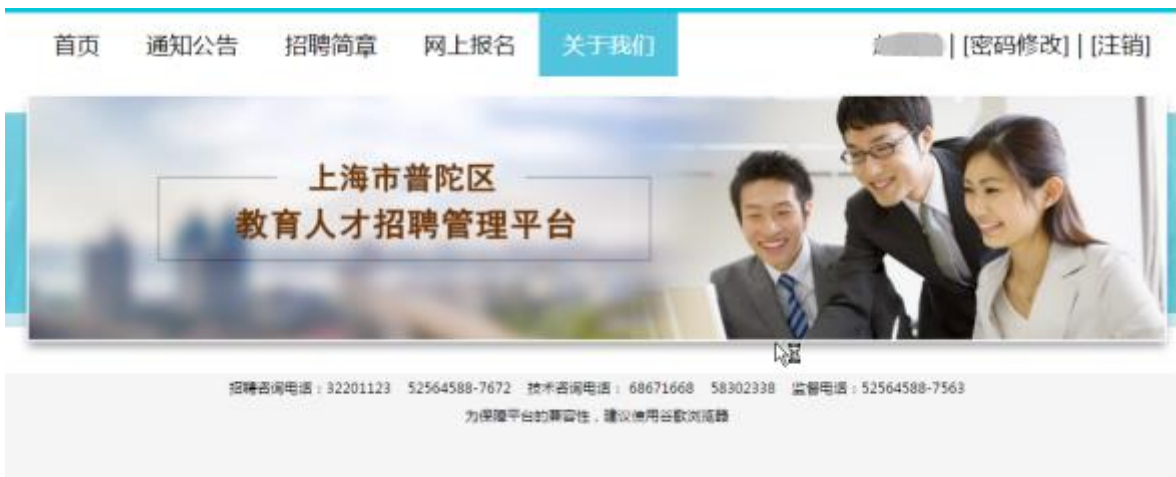 首页 通知公告 招聘简章 网上报名 关于我们 | [密码修改] | [注销]
上海市普陀区
教育人才招聘管理平台
招聘咨询电话：32201123 52564588-7672 技术咨询电话： 68671668 58302338 监督电话：52564588-7563
为保障平台的兼容性，建议使用谷歌浏览器